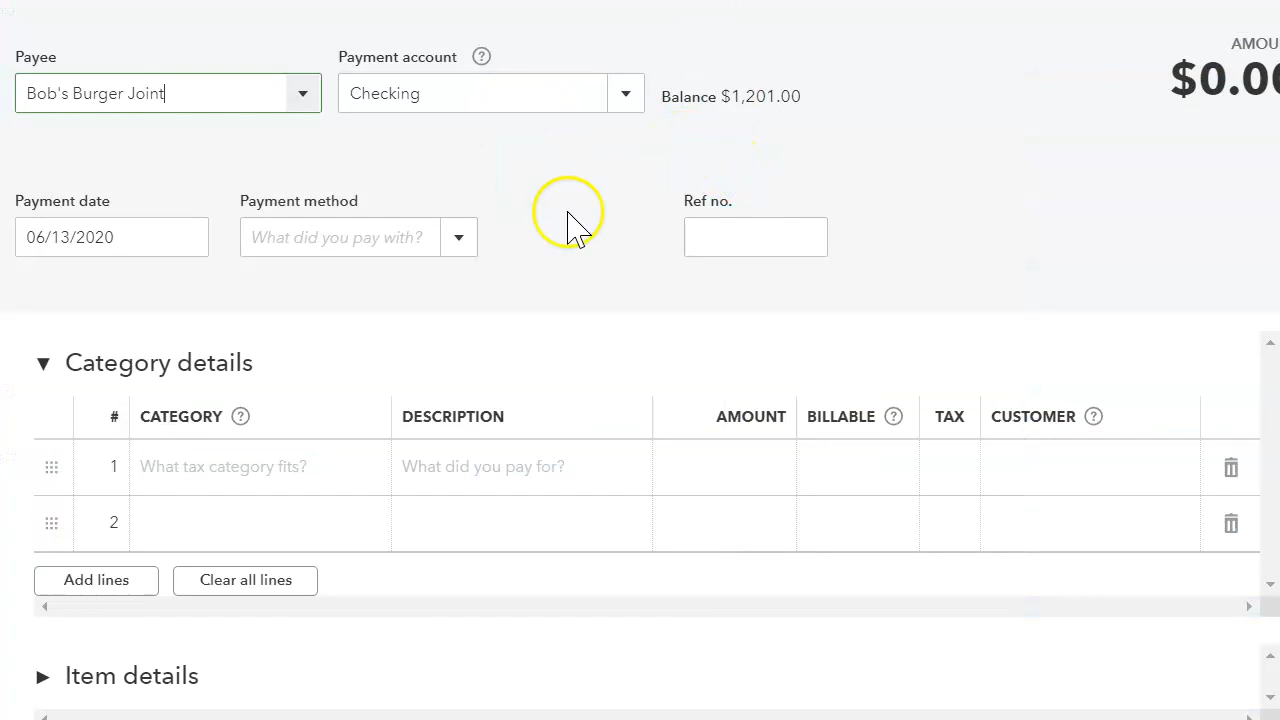 AMOU
Payee
Payment account ?
$0.00
Bob's Burger Joint
Checking
Balance $1,201.00
Payment date
Payment method
Ref no.
06/13/2020
What did you pay with?
Category details
# CATEGORY ? DESCRIPTION AMOUNT BILLABLE ? TAX CUSTOMER ?
1 What tax category fits? What did you pay for?
2
Add lines Clear all lines
Item details